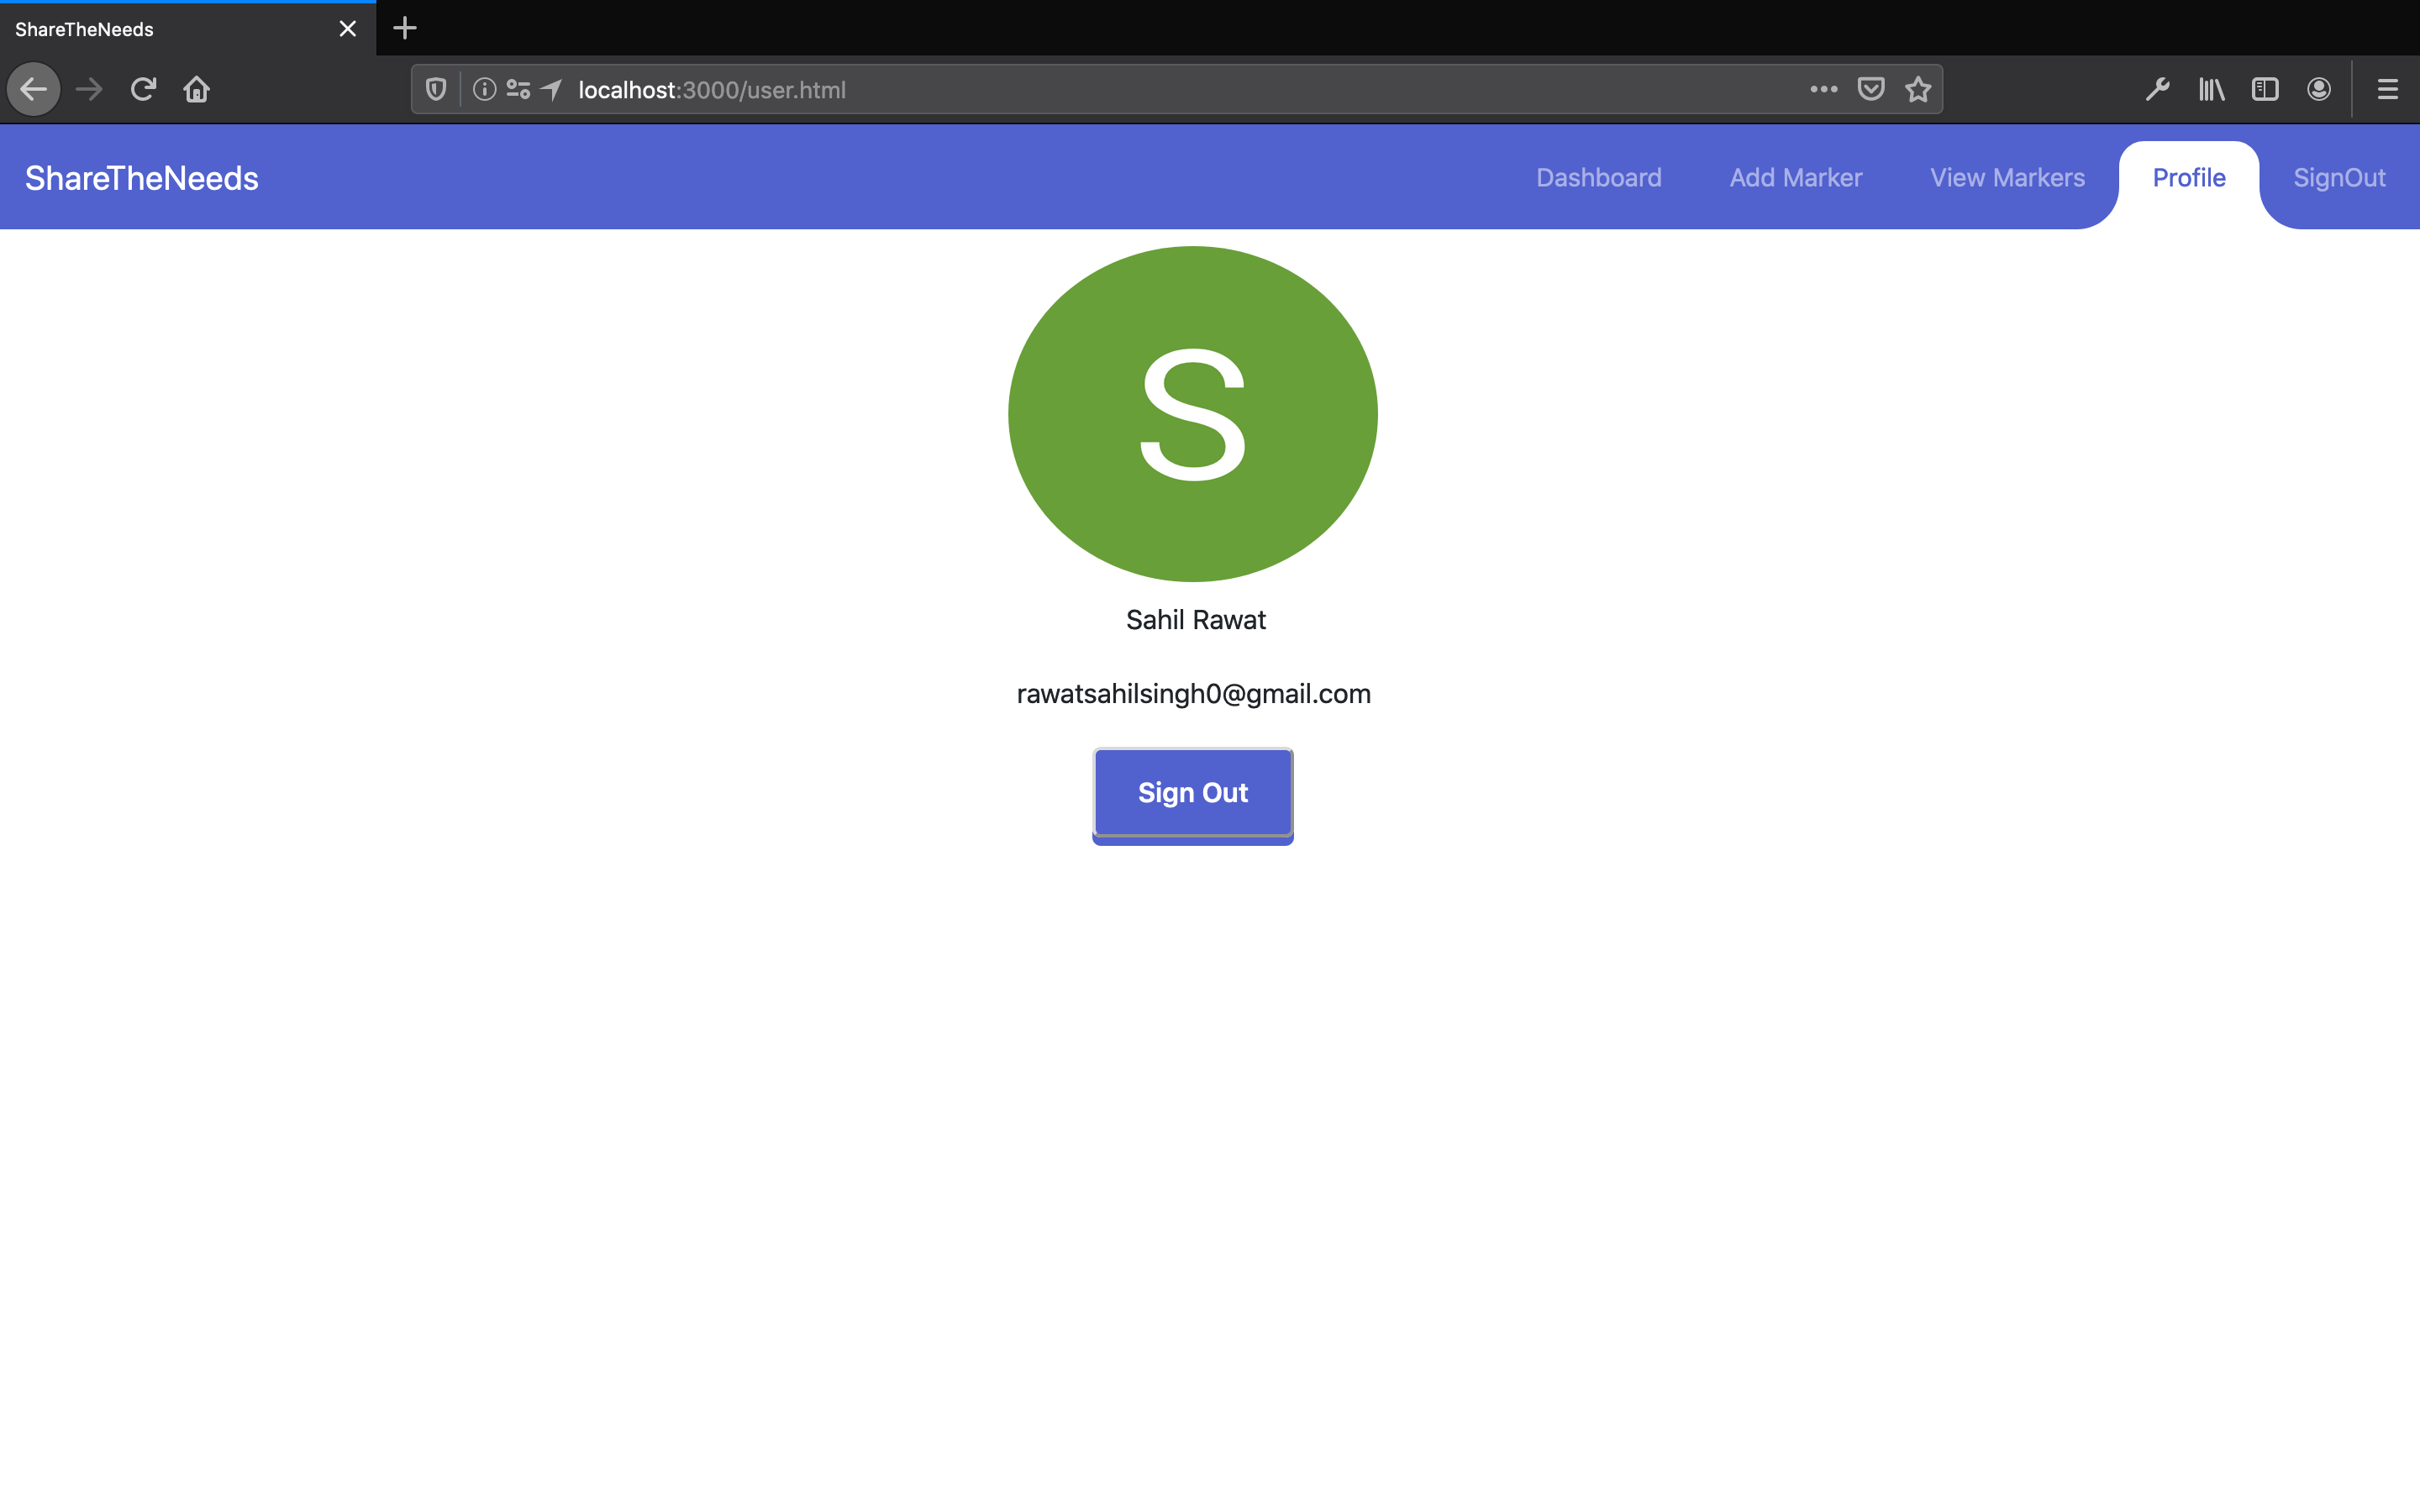 ShareTheNeeds
localhost:3000/user.html
ShareTheNeeds Dashboard Add Marker View Markers Profile SignOut
S
Sahil Rawat
rawatsahilsingh0@gmail.com
Sign Out